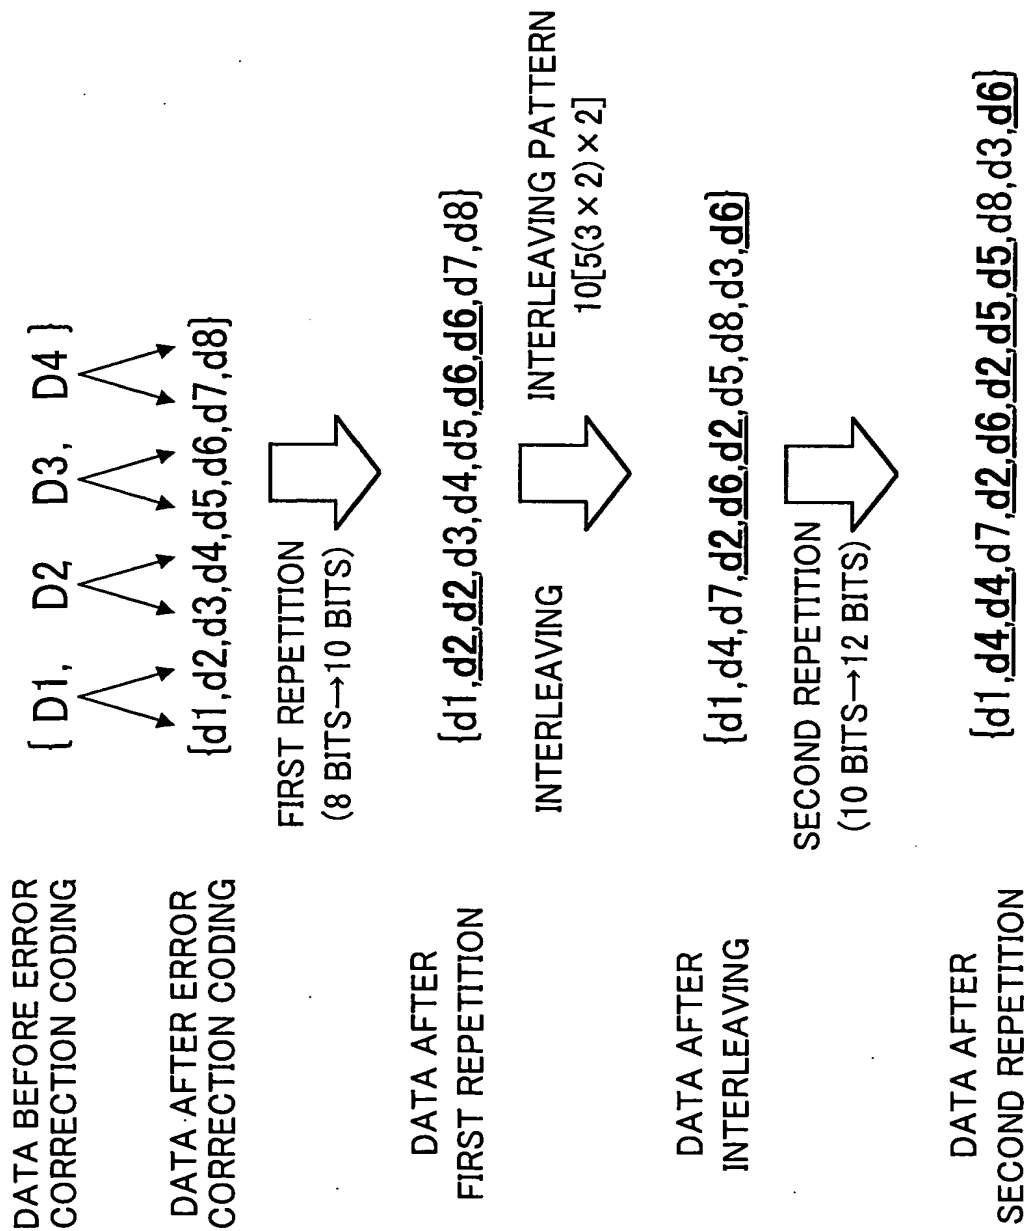 DATA BEFORE ERROR
CORRECTION CODING
{ D1, D2, D3, D4 }
DATA AFTER ERROR
CORRECTION CODING
{d1,d2,d3,d4,d5,d6,d7,d8}
FIRST REPETITION
(8 BITS→10 BITS)
DATA AFTER
FIRST REPETITION
{d1,d2,d2,d3,d4,d5,d6,d6,d7,d8}
INTERLEAVING
INTERLEAVING PATTERN
10[5(3×2)×2]
DATA AFTER
INTERLEAVING
{d1,d4,d7,d2,d6,d2,d5,d8,d3,d6}
SECOND REPETITION
(10 BITS→12 BITS)
DATA AFTER
SECOND REPETITION
{d1,d4,d4,d7,d2,d6,d2,d5,d5,d8,d3,d6}